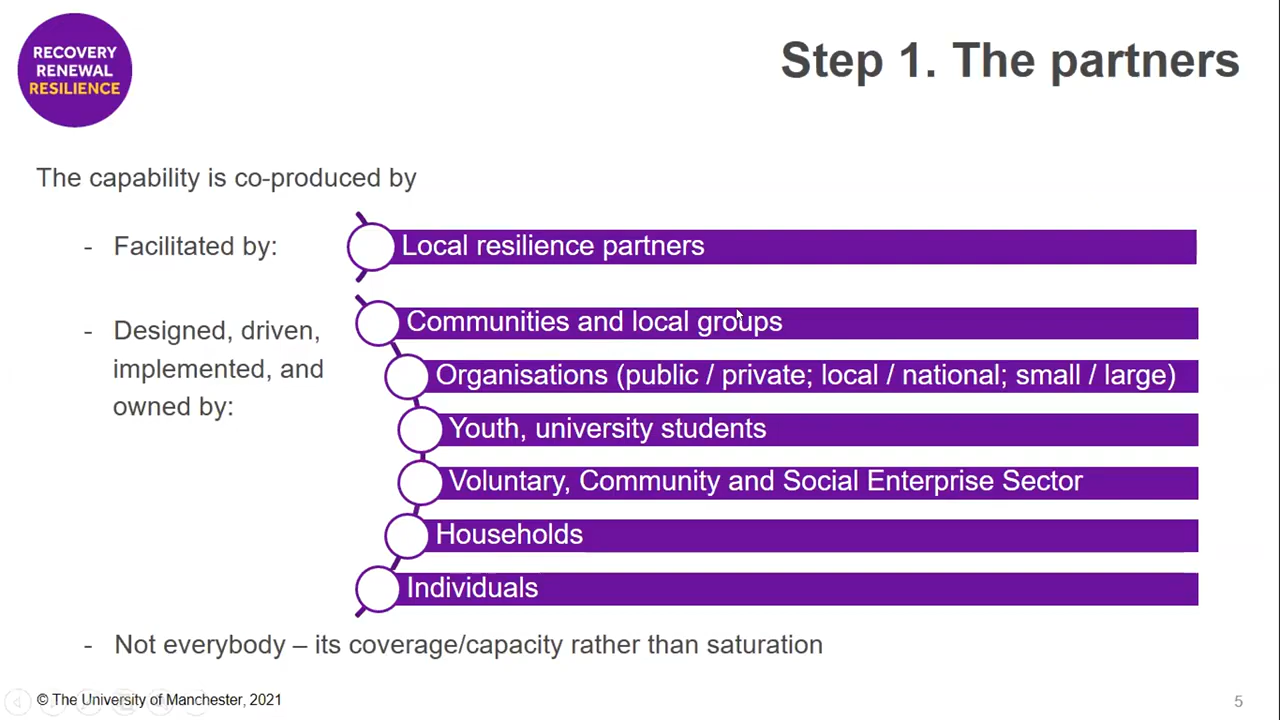 RECOVERY
RENEWAL
RESILIENCE
Step 1. The partners
The capability is co-produced by
- Facilitated by:
Local resilience partners
- Designed, driven,
implemented, and
owned by:
Communities and local groups
Organisations (public / private; local / national; small / large)
Youth, university students
Voluntary, Community and Social Enterprise Sector
Households
Individuals
- Not everybody – its coverage/capacity rather than saturation
© The University of Manchester, 2021
5